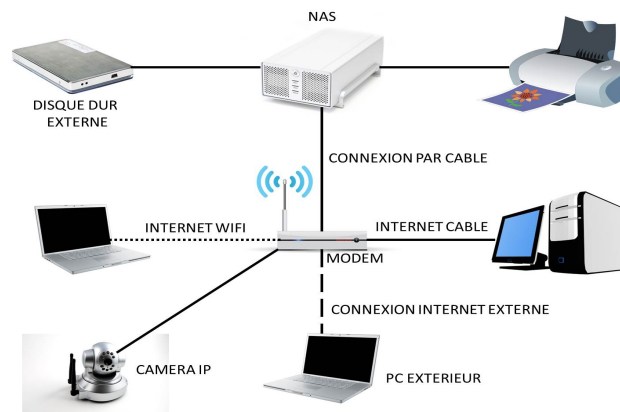 NAS
DISQUE DUR
EXTERNE
CONNEXION PAR CABLE
INTERNET WIFI
INTERNET CABLE
MODEM
CONNEXION INTERNET EXTERNE
CAMERA IP
PC EXTERIEUR